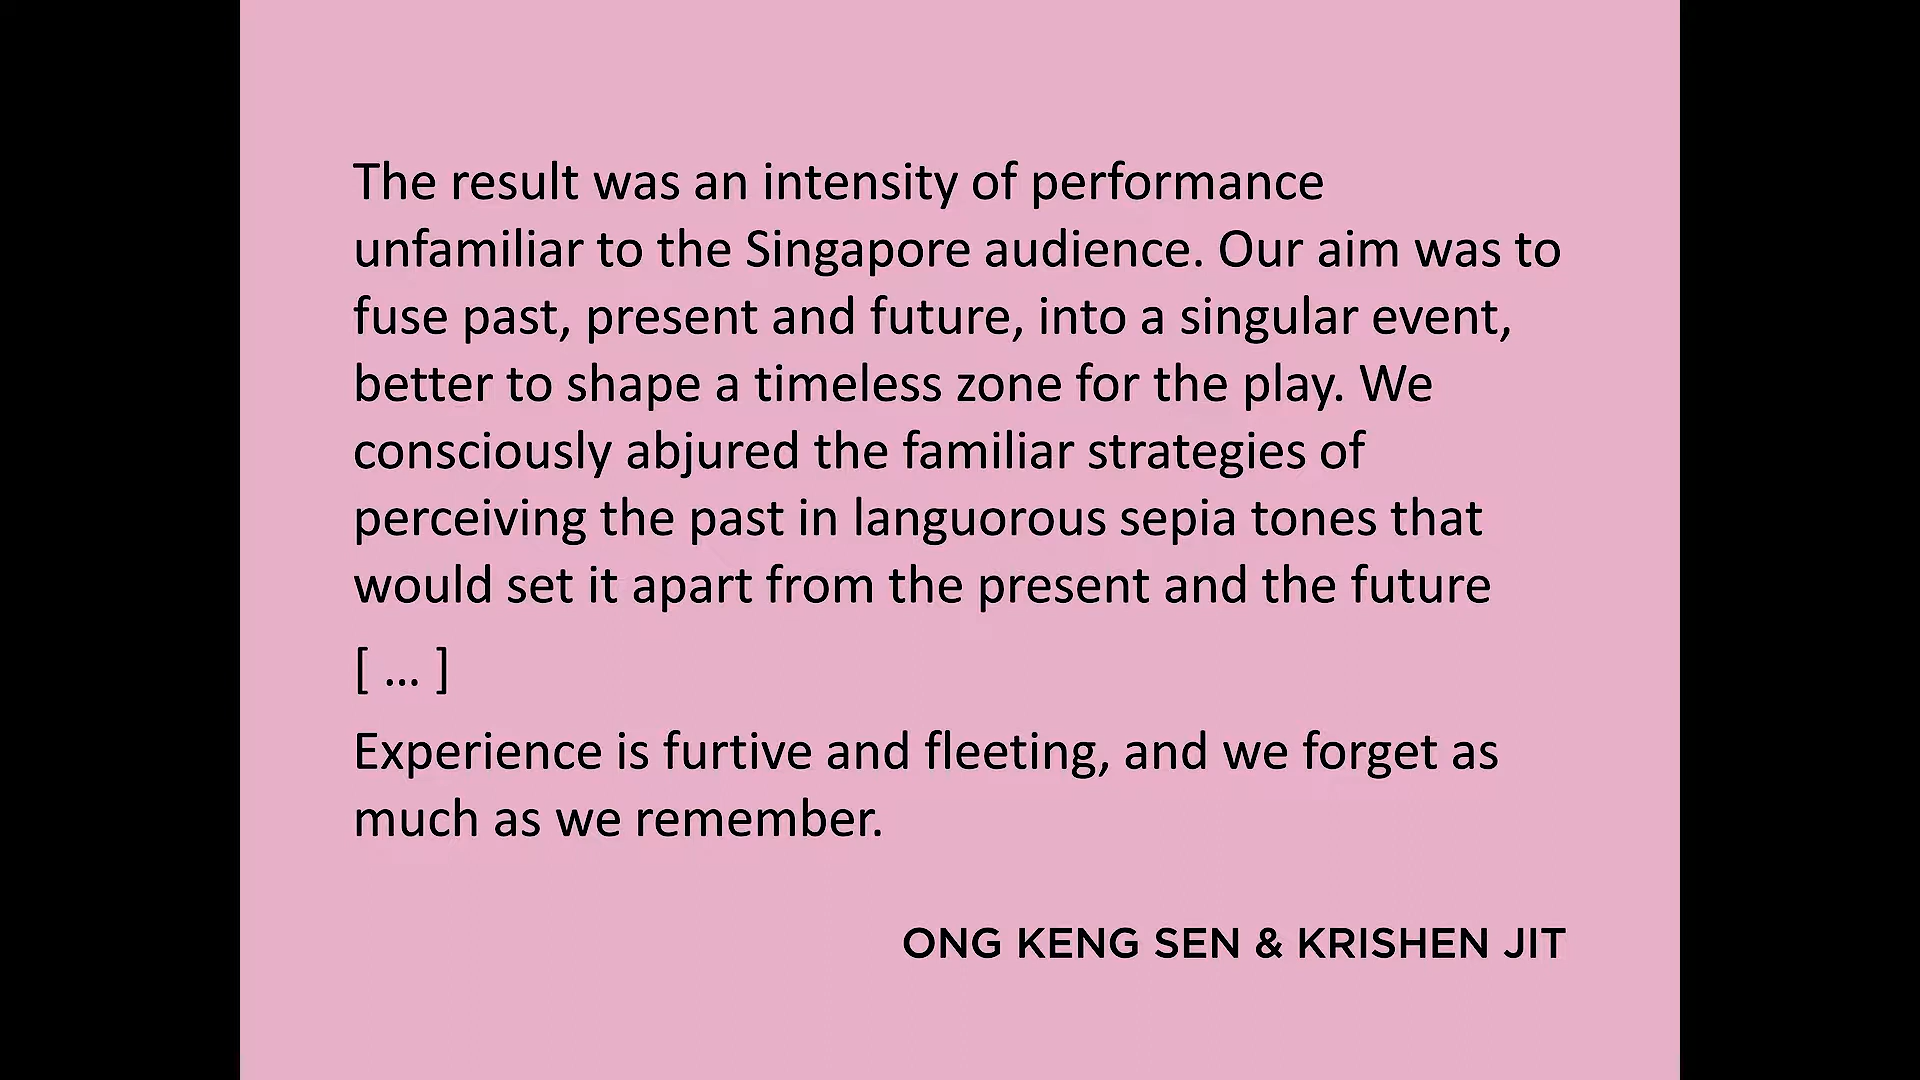 The result was an intensity of performance
unfamiliar to the Singapore audience. Our aim was to
fuse past, present and future, into a singular event,
better to shape a timeless zone for the play. We
consciously abjured the familiar strategies of
perceiving the past in languorous sepia tones that
would set it apart from the present and the future
[ ... ]
Experience is furtive and fleeting, and we forget as
much as we remember.
ONG KENG SEN & KRISHEN JIT